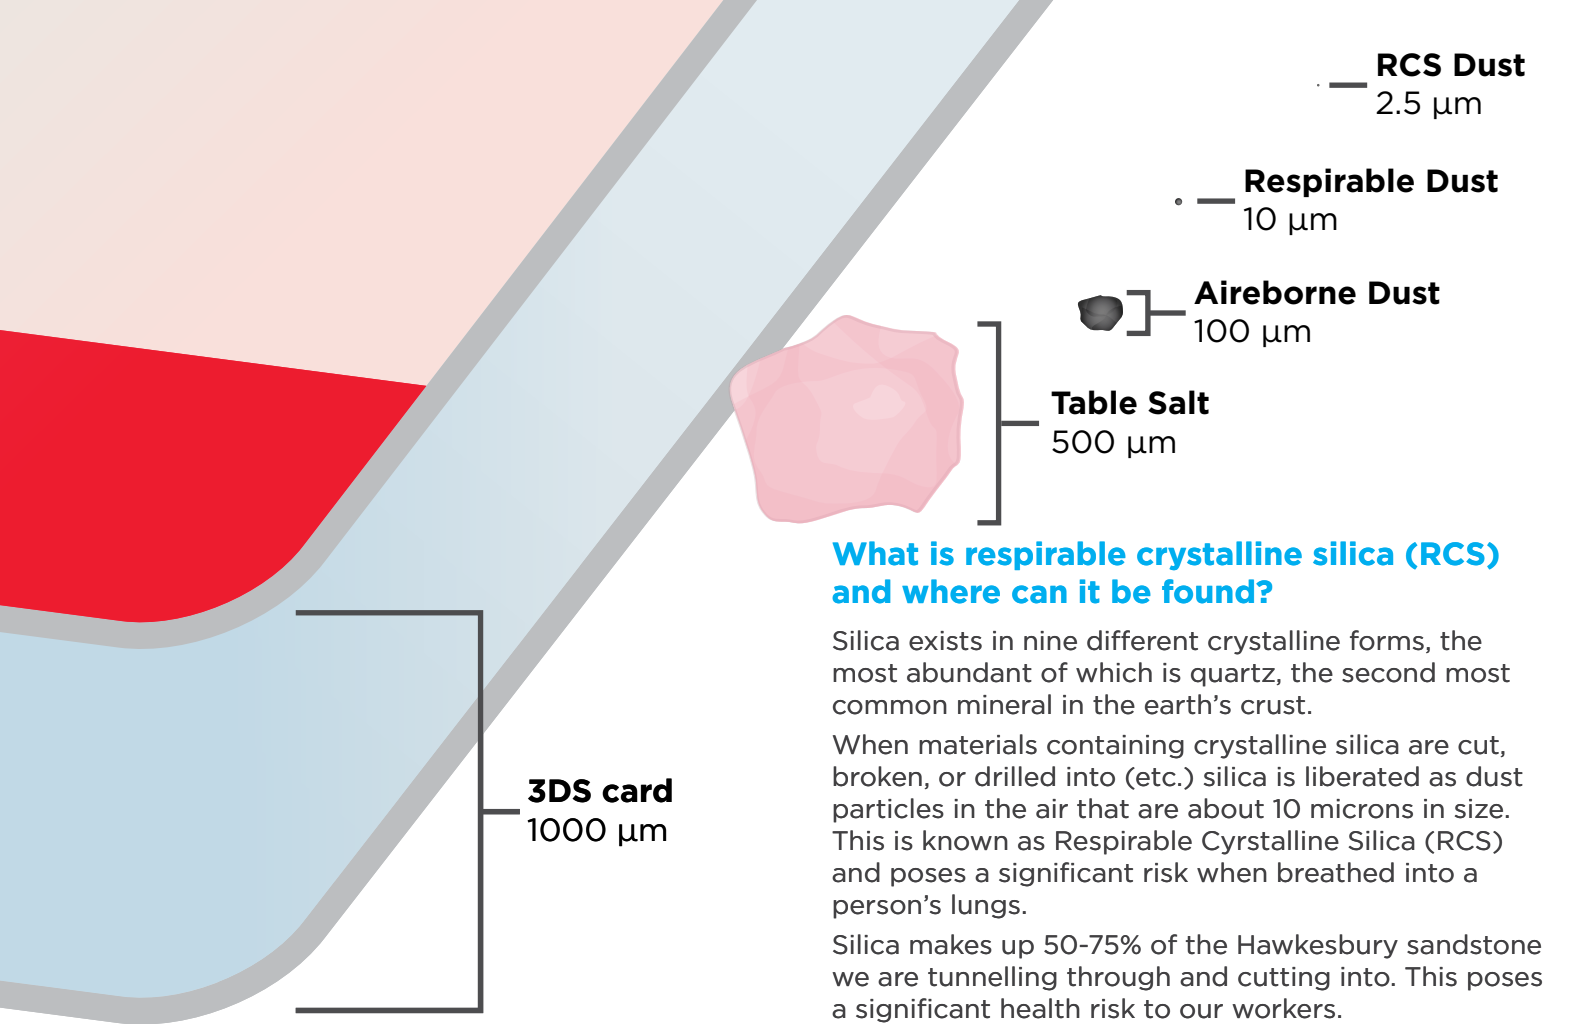 RCS Dust
2.5 µm
Respirable Dust
10 µm
Aireborne Dust
100 µm
Table Salt
500 µm
What is respirable crystalline silica (RCS)
and where can it be found?
Silica exists in nine different crystalline forms, the
most abundant of which is quartz, the second most
common mineral in the earth’s crust.
When materials containing crystalline silica are cut,
broken, or drilled into (etc.) silica is liberated as dust
particles in the air that are about 10 microns in size.
This is known as Respirable Cyrstalline Silica (RCS)
and poses a significant risk when breathed into a
person’s lungs.
Silica makes up 50-75% of the Hawkesbury sandstone
we are tunnelling through and cutting into. This poses
a significant health risk to our workers.
3DS card
1000 µm